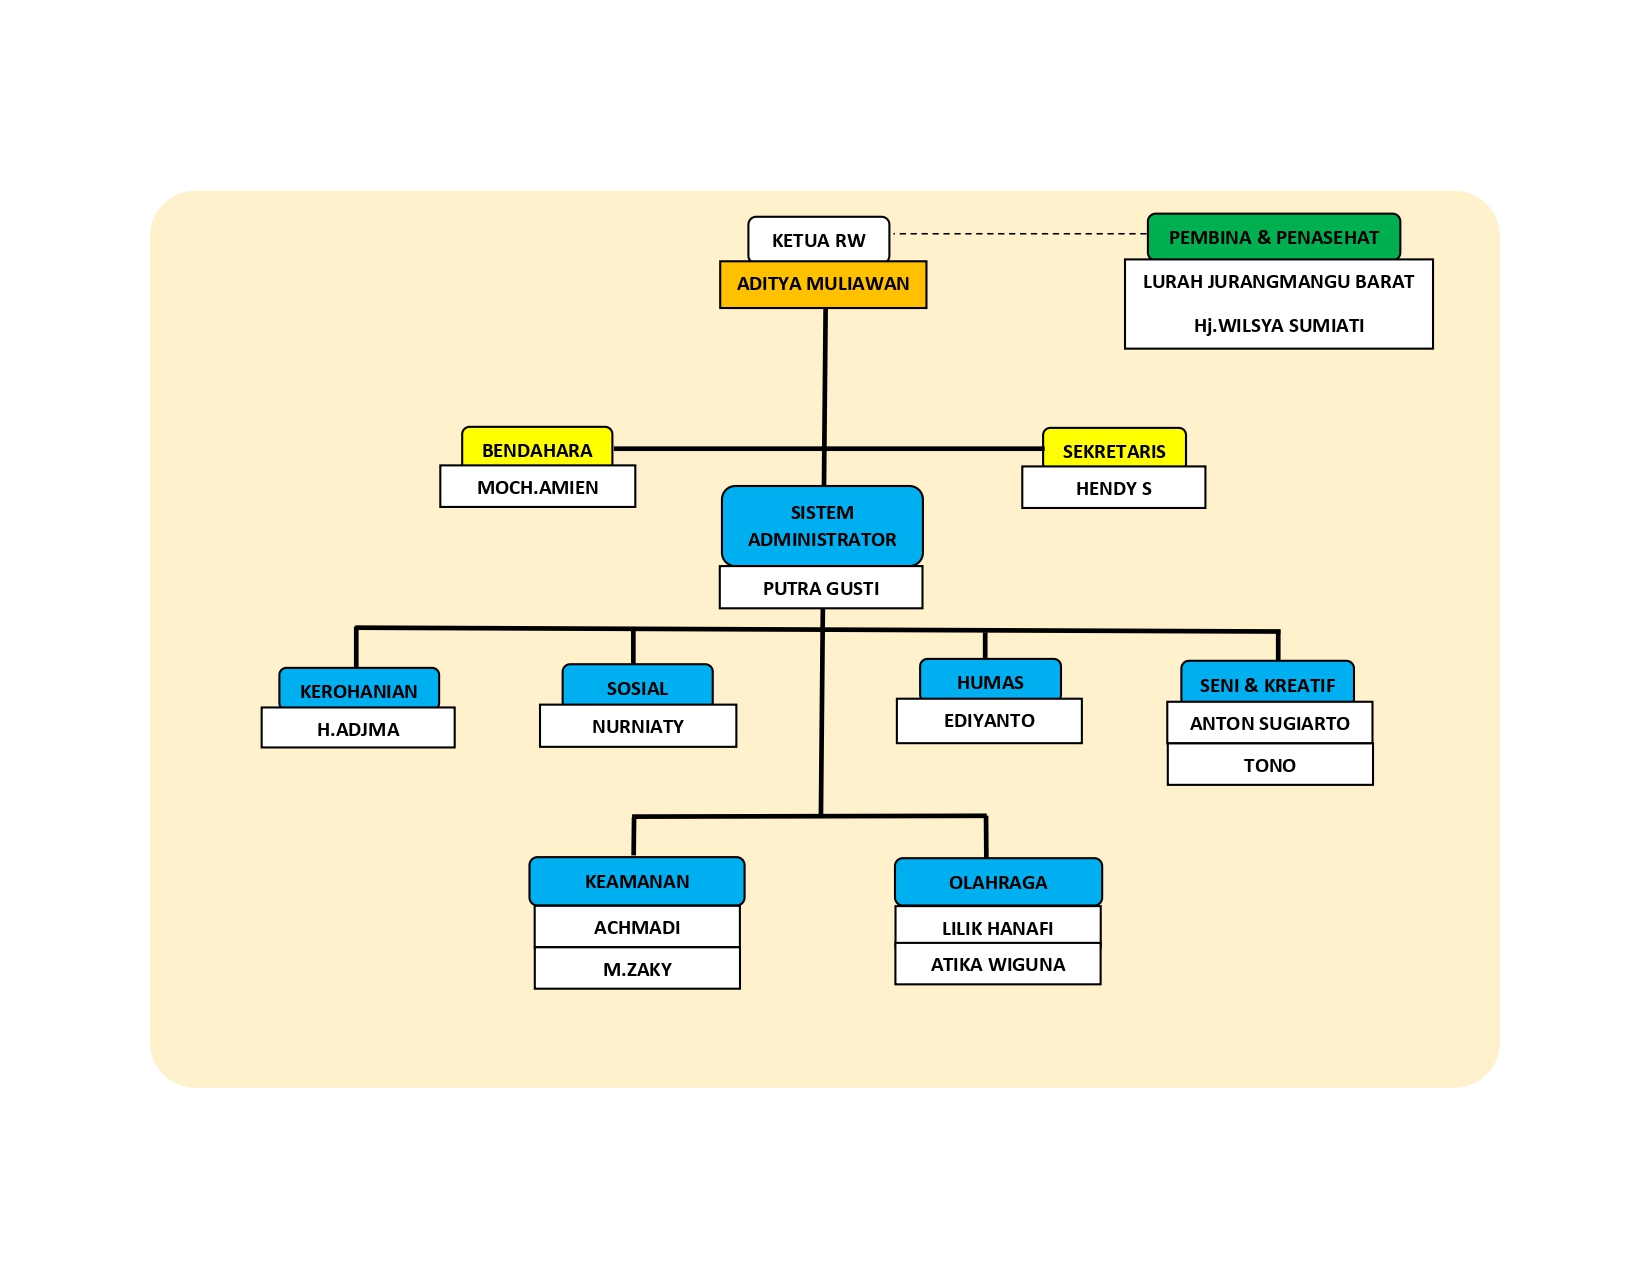 KETUA RW
ADITYA MULIAWAN
PEMBINA & PENASEHAT
LURAH JURANGMANGU BARAT
Hj.WILSYA SUMIATI
BENDAHARA
MOCH.AMIEN
SEKRETARIS
HENDY S
SISTEM
ADMINISTRATOR
PUTRA GUSTI
KEROHANIAN
H.ADJMA
SOSIAL
NURNIATY
HUMAS
EDIYANTO
SENI & KREATIF
ANTON SUGIARTO
TONO
KEAMANAN
ACHMADI
M.ZAKY
OLAHRAGA
LILIK HANAFI
ATIKA WIGUNA